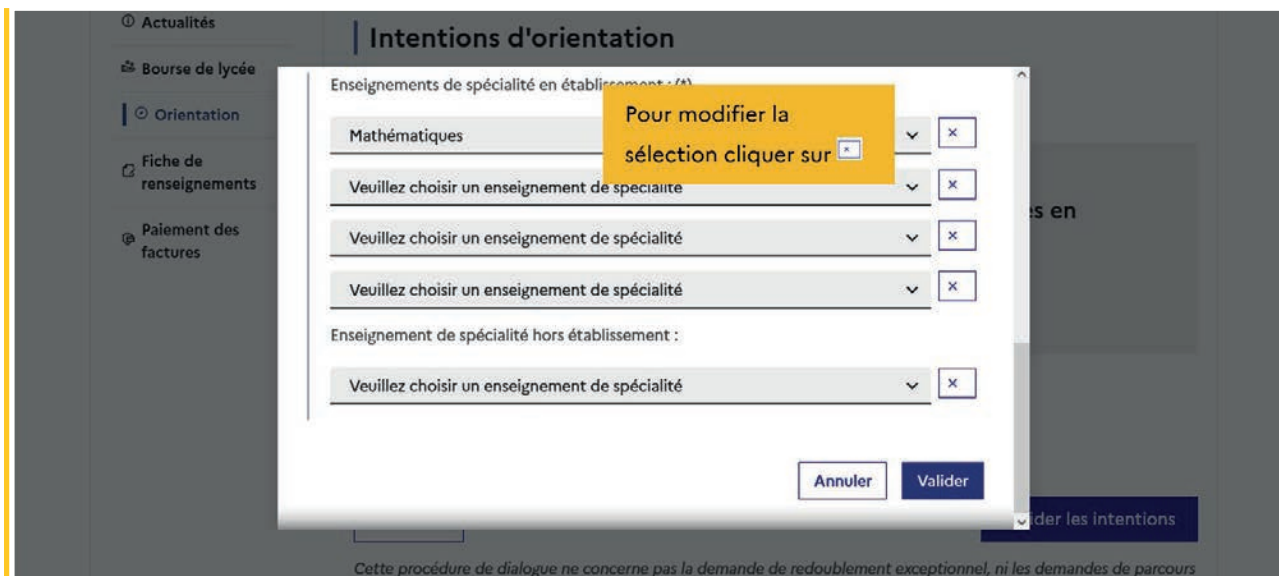 Actualités
Bourse de lycée
Orientation
Fiche de
renseignements
Paiement des
factures
Intentions d'orientation
Enseignements de spécialité en
Mathématiques
Pour modifier la
sélection cliquer sur
Veuillez choisir un enseignement de spécialité
Veuillez choisir un enseignement de spécialité
Veuillez choisir un enseignement de spécialité
Enseignement de spécialité hors établissement :
Veuillez choisir un enseignement de spécialité
Annuler
Valider
en
les intentions
Cette procédure de dialogue ne concerne pas la demande de redoublement exceptionnel, ni les demandes de parcours